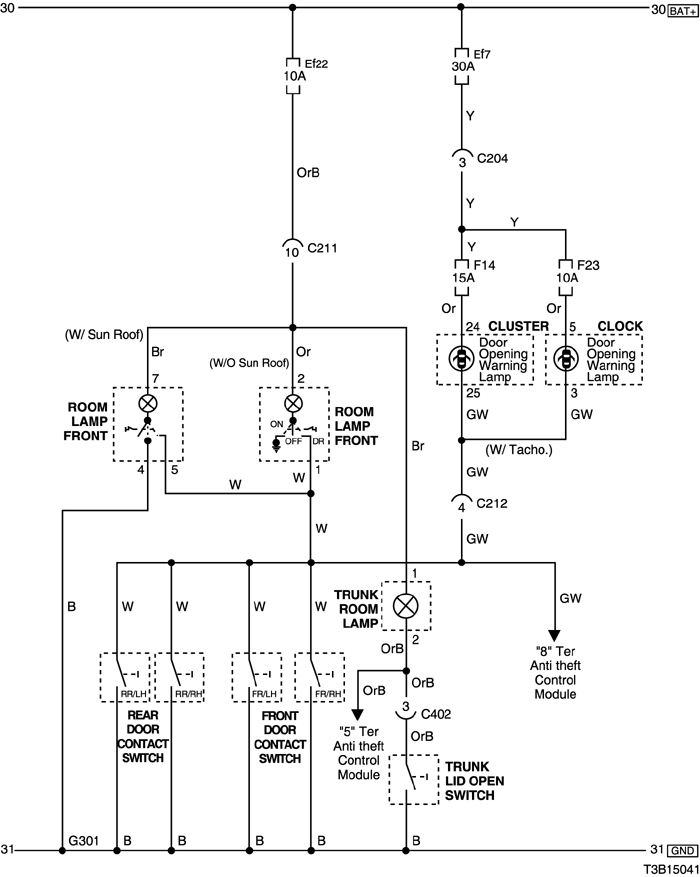 30
30 BAT+
Ef22
10A
Ef7
30A
Y
C204
3
OrB
Y
Y
C211
10
Y
F14
15A
F23
10A
Or
Or
(W/ Sun Roof)
24 CLUSTER
5 CLOCK
Br
(W/O Sun Roof)
Or
Door
Opening
Warning
Lamp
Door
Opening
Warning
Lamp
7
2
25
3
ROOM
LAMP
FRONT
ON
OFF
DR
ROOM
LAMP
FRONT
GW
GW
Br
(W/ Tacho.)
4
5
1
W
W
GW
C212
4
W
GW
B
W
W
W
W
1
TRUNK
ROOM
LAMP
2
GW
"8" Ter
Anti theft
Control
Module
OrB
OrB
OrB
RR/LH
RR/RH
FR/LH
FR/RH
REAR
DOOR
CONTACT
SWITCH
FRONT
DOOR
CONTACT
SWITCH
3
C402
"5" Ter
Anti theft
Control
Module
OrB
TRUNK
LID OPEN
SWITCH
G301
B
B
B
B
B
31
31 GND
T3B15041